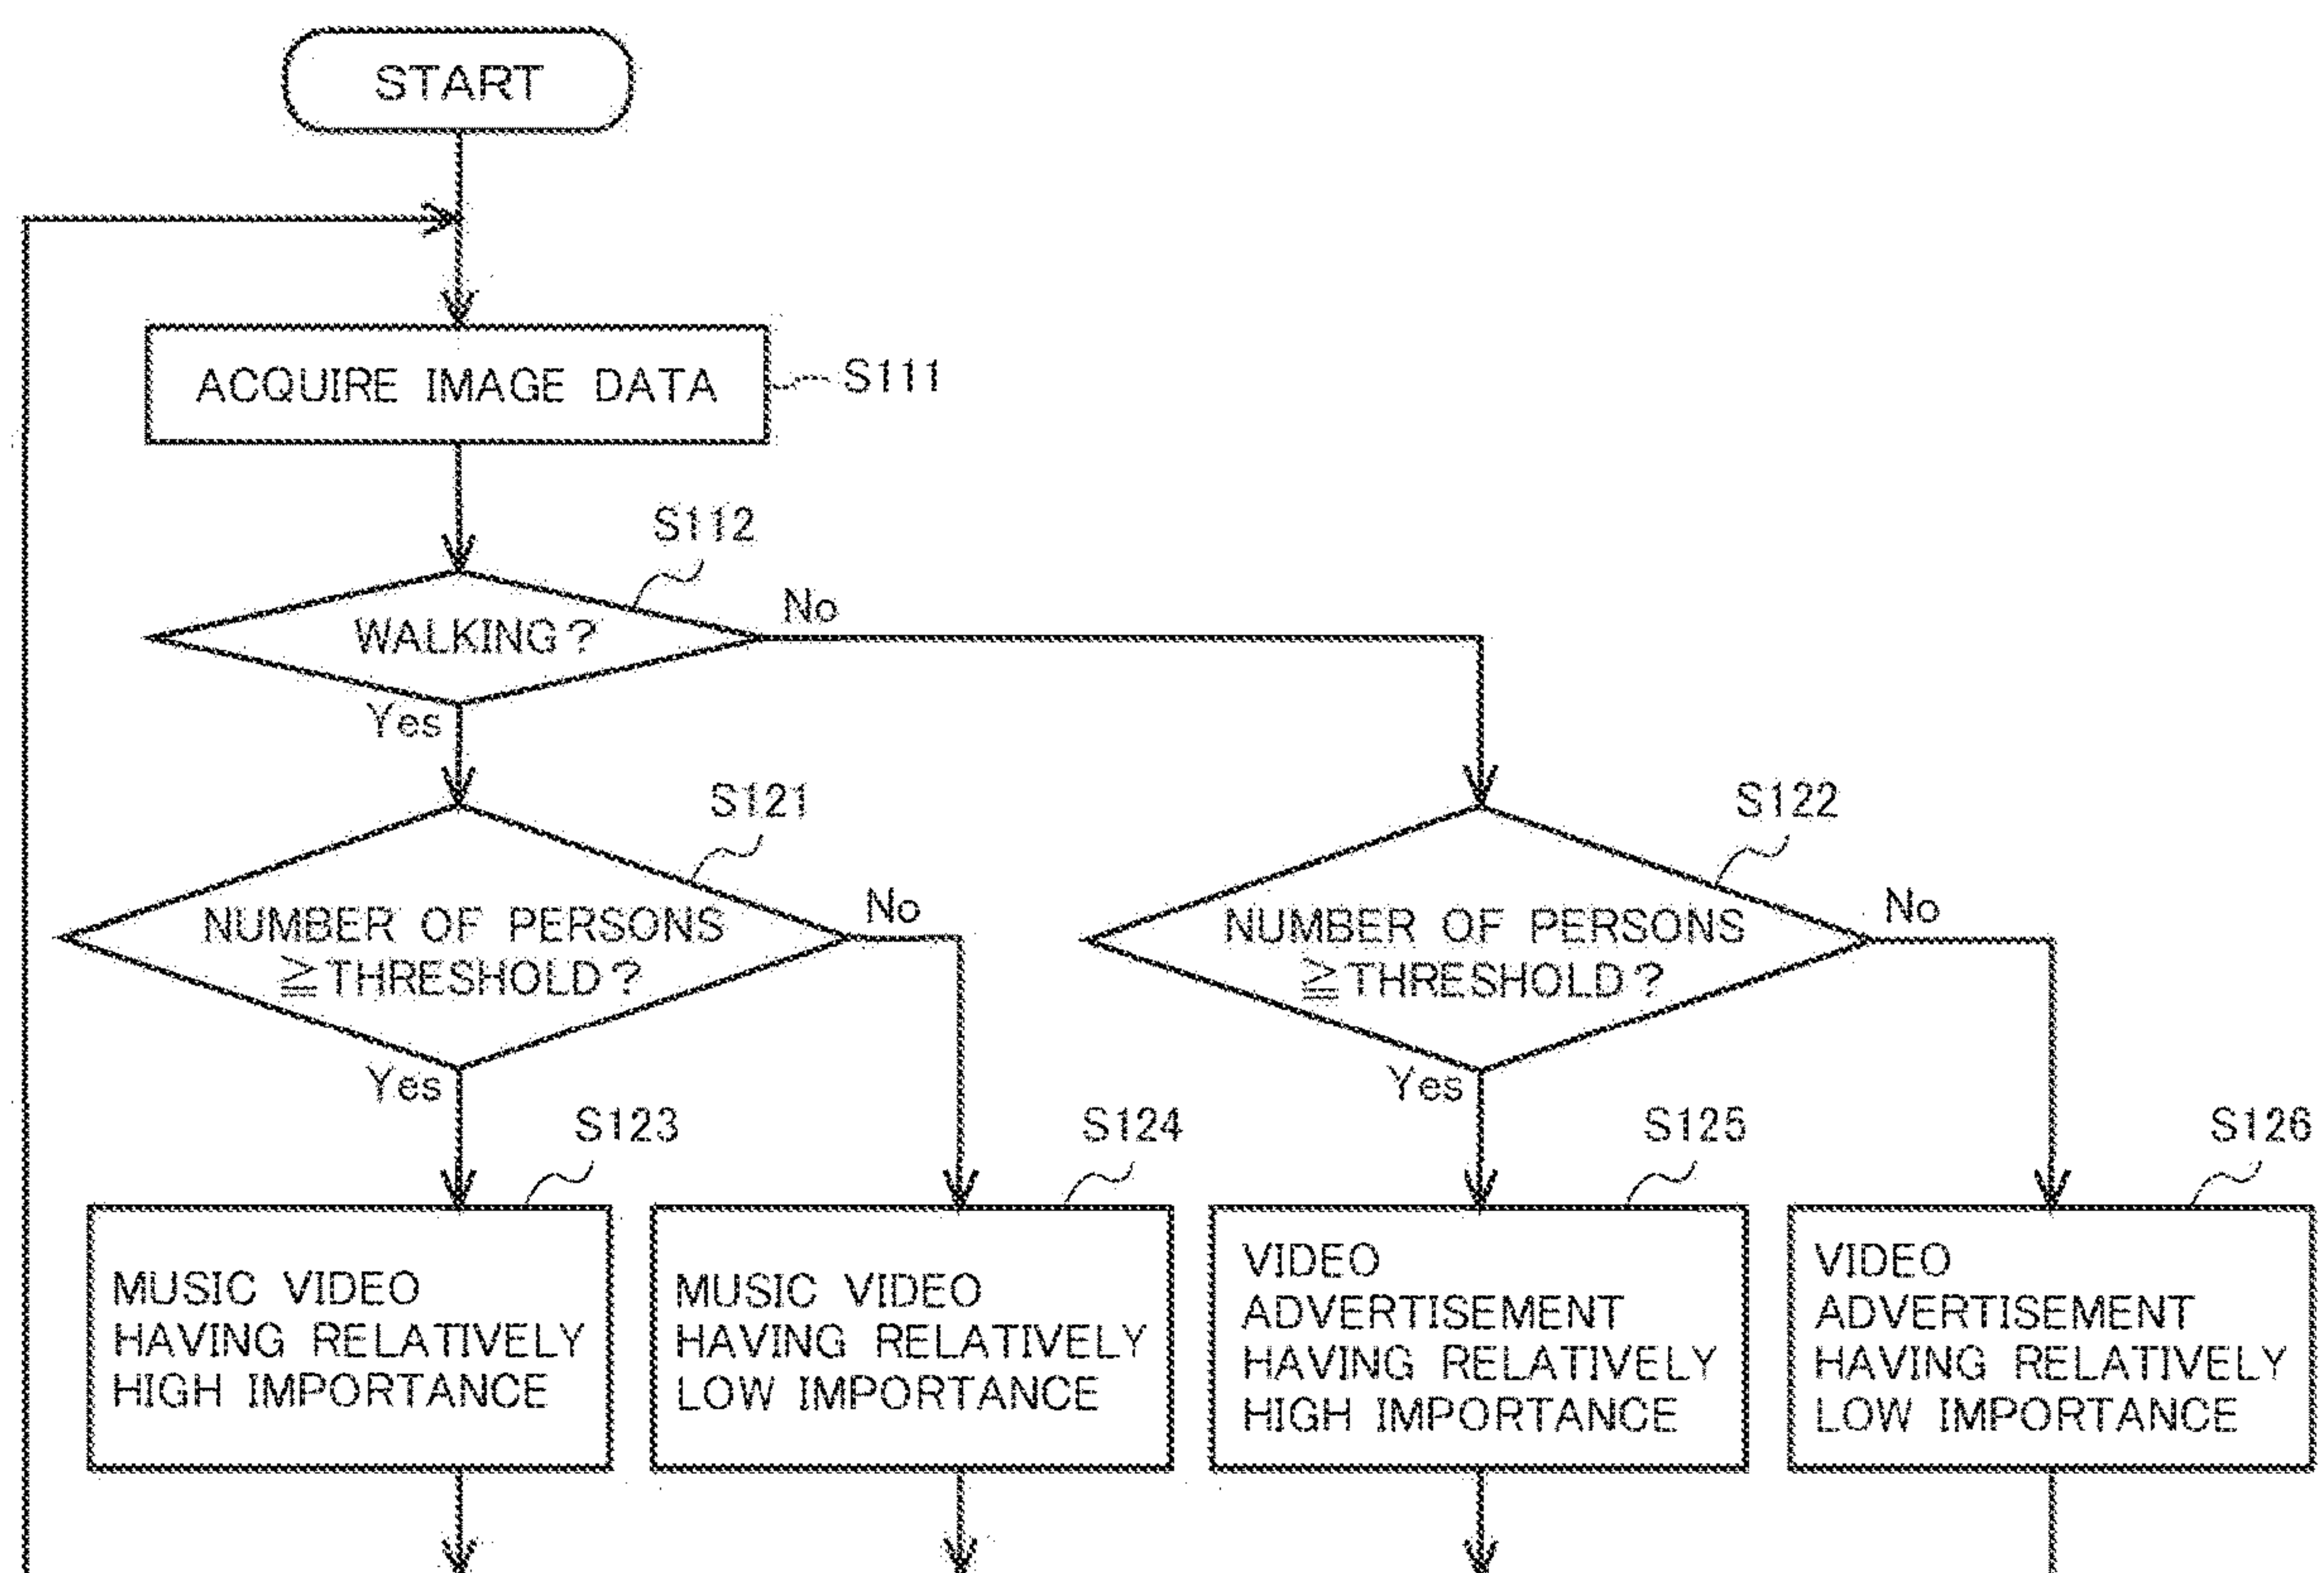 START
ACQUIRE IMAGE DATA
S111
S112
WALKING?
No
Yes
S121
NUMBER OF PERSONS
≧THRESHOLD?
No
Yes
S122
NUMBER OF PERSONS
≧THRESHOLD?
No
Yes
S123
MUSIC VIDEO
HAVING RELATIVELY
HIGH IMPORTANCE
S124
MUSIC VIDEO
HAVING RELATIVELY
LOW IMPORTANCE
S125
VIDEO
ADVERTISEMENT
HAVING RELATIVELY
HIGH IMPORTANCE
S126
VIDEO
ADVERTISEMENT
HAVING RELATIVELY
LOW IMPORTANCE